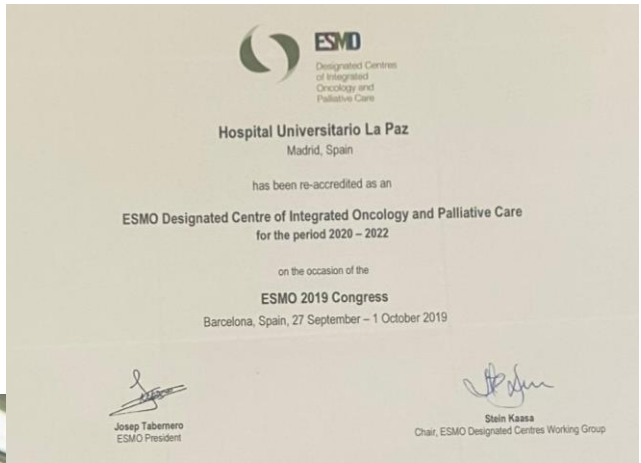 ESMO
Designated Centres
of Integrated
Oncology and
Palliative Care
Hospital Universitario La Paz
Madrid, Spain
has been re-accredited as an
ESMO Designated Centre of Integrated Oncology and Palliative Care
for the period 2020 – 2022
on the occasion of the
ESMO 2019 Congress
Barcelona, Spain, 27 September – 1 October 2019
Josep Tabernero
ESMO President
Stein Kaasa
Chair, ESMO Designated Centres Working Group